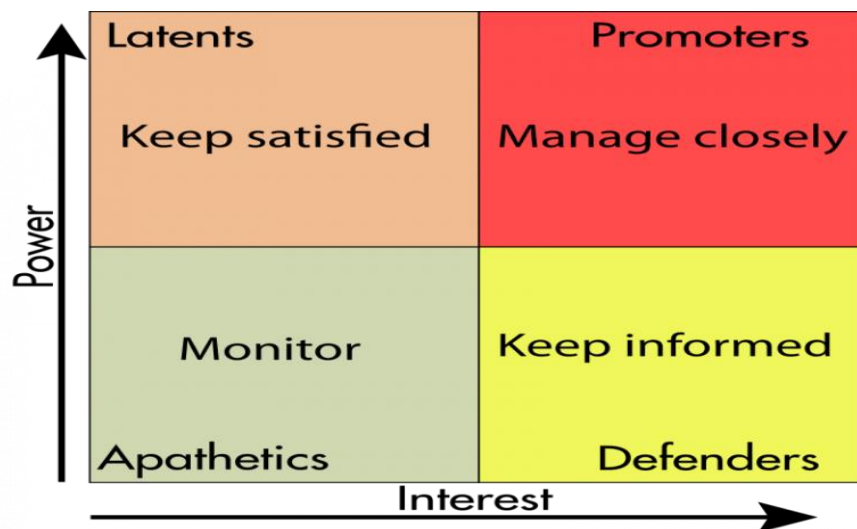 Latents
Promoters
Keep satisfied
Manage closely
Power
Monitor
Keep informed
Apathetics
Defenders
Interest